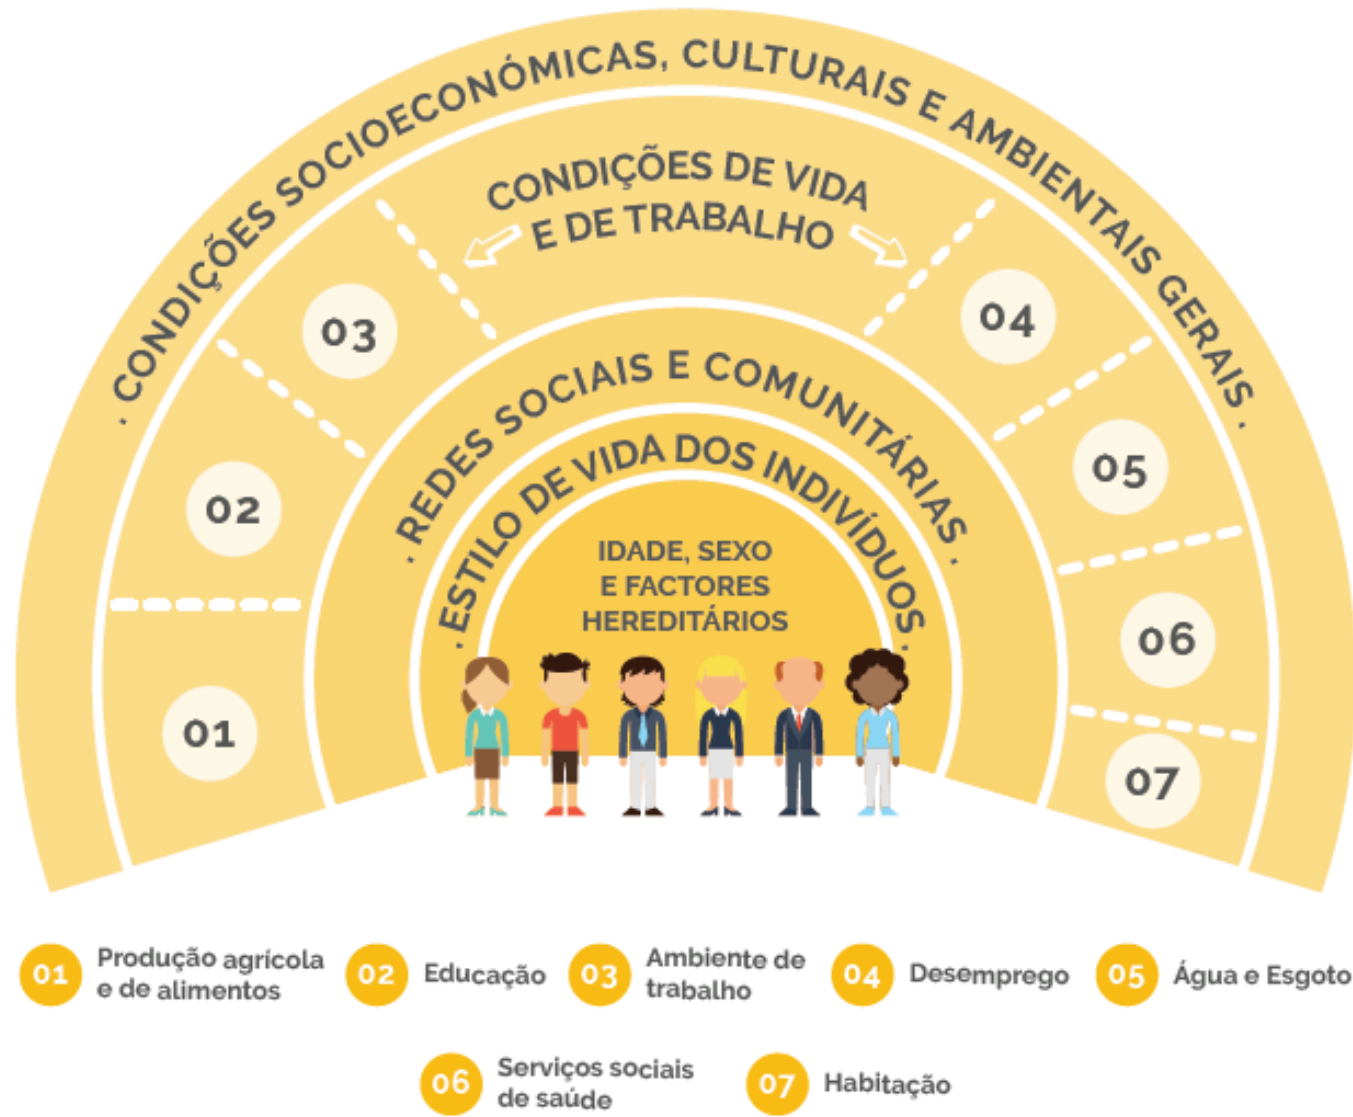 . CONDIÇÕES SOCIOECONÓMICAS, CULTURAIS E AMBIENTAIS GERAIS .
CONDIÇÕES DE VIDA
E DE TRABALHO
03
04
. REDES SOCIAIS E COMUNITÁRIAS .
05
. ESTILO DE VIDA DOS INDIVÍDUOS .
02
IDADE, SEXO
E FACTORES
HEREDITÁRIOS
06
01
07
01 Produção agrícola
e de alimentos
02 Educação
03 Ambiente de
trabalho
04 Desemprego
05 Água e Esgoto
06 Serviços sociais
de saúde
07 Habitação